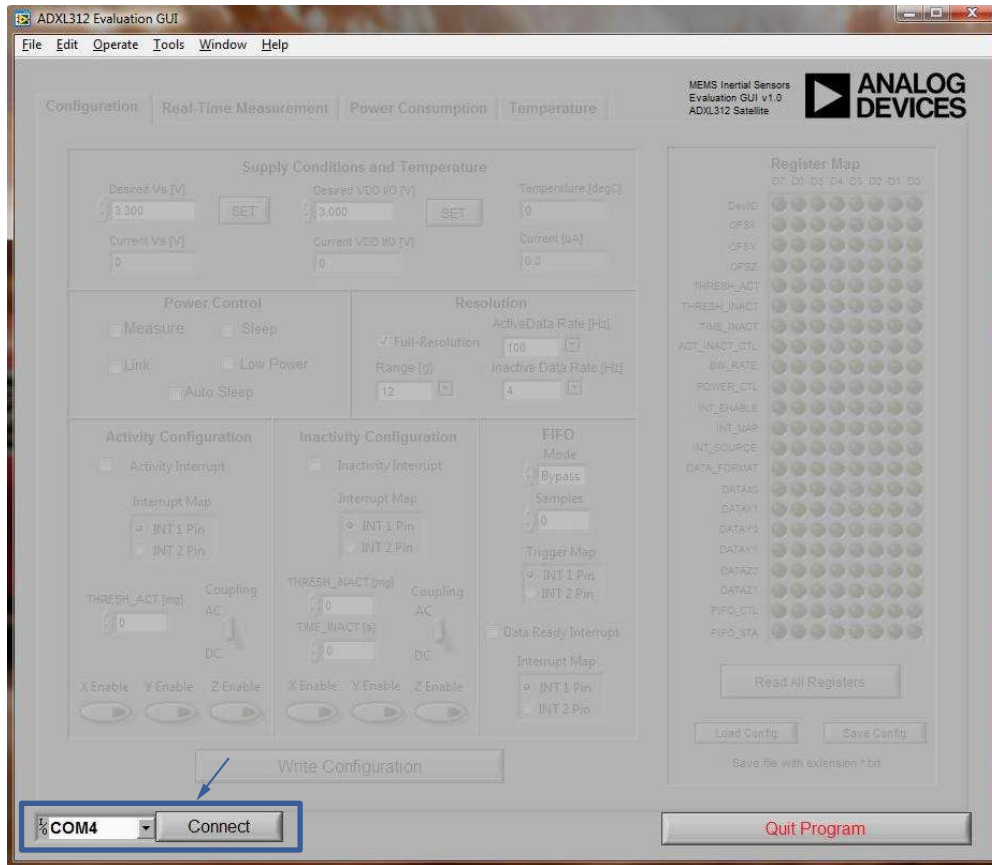 ADXL312 Evaluation GUI
File Edit Operate Tools Window Help
MEMS Inertial Sensors
Evaluation GUI v1.0
ADXL312 Satellite
ANALOG
DEVICES
Configuration Real-Time Measurement Power Consumption Temperature
Supply Conditions and Temperature
Desired Vs [V] Desired VDD I/O [V] Temperature [degC]
3.300 SET 3.000 SET 0
Current Vs [V] Current VDD I/O [V] Current [uA]
0 0 0.0
Power Control
Measure Sleep
Link Low Power
Auto Sleep
Resolution
ActiveData Rate [Hz]
Full-Resolution 100
Range [g] Inactive Data Rate [Hz]
12 4
Activity Configuration
Activity Interrupt
Interrupt Map
INT 1 Pin
INT 2 Pin
THRESH_ACT [mg] Coupling
0 AC
DC
X Enable Y Enable Z Enable
Inactivity Configuration
Inactivity Interrupt
Interrupt Map
INT 1 Pin
INT 2 Pin
THRESH_INACT [mg] Coupling
0 AC
TIME_INACT [s]
0 DC
X Enable Y Enable Z Enable
FIFO
Mode
Bypass
Samples
0
Trigger Map
INT 1 Pin
INT 2 Pin
Data Ready Interrupt
Interrupt Map
INT 1 Pin
INT 2 Pin
Write Configuration
Register Map
D7 D6 D5 D4 D3 D2 D1 D0
DevID
OFSX
OFSY
OFSZ
THRESH_ACT
THRESH_INACT
TIME_INACT
ACT_INACT_CTL
BW_RATE
POWER_CTL
INT_ENABLE
INT_MAP
INT_SOURCE
DATA_FORMAT
DATAX0
DATAX1
DATAY0
DATAY1
DATAZ0
DATAZ1
FIFO_CTL
FIFO_STA
Read All Registers
Load Config Save Config
Save file with extension *.txt
COM4 Connect
Quit Program